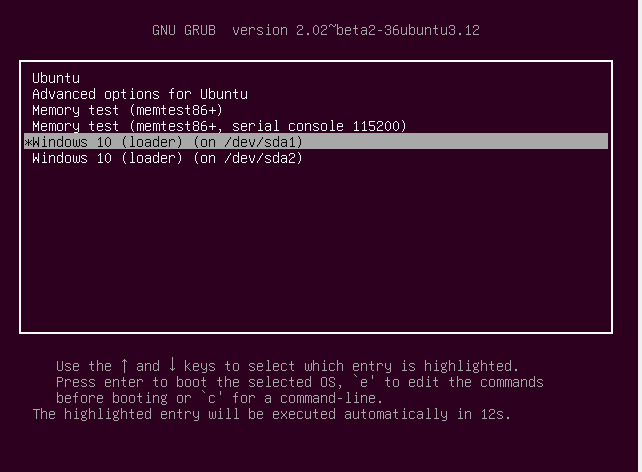 GNU GRUB  version 2.02~beta2-36ubuntu3.12
Ubuntu
Advanced options for Ubuntu
Memory test (memtest86+)
Memory test (memtest86+, serial console 115200)
*Windows 10 (loader) (on /dev/sda1)
Windows 10 (loader) (on /dev/sda2)
Use the ↑ and ↓ keys to select which entry is highlighted.
Press enter to boot the selected OS, `e' to edit the commands
before booting or `c' for a command-line.
The highlighted entry will be executed automatically in 12s.